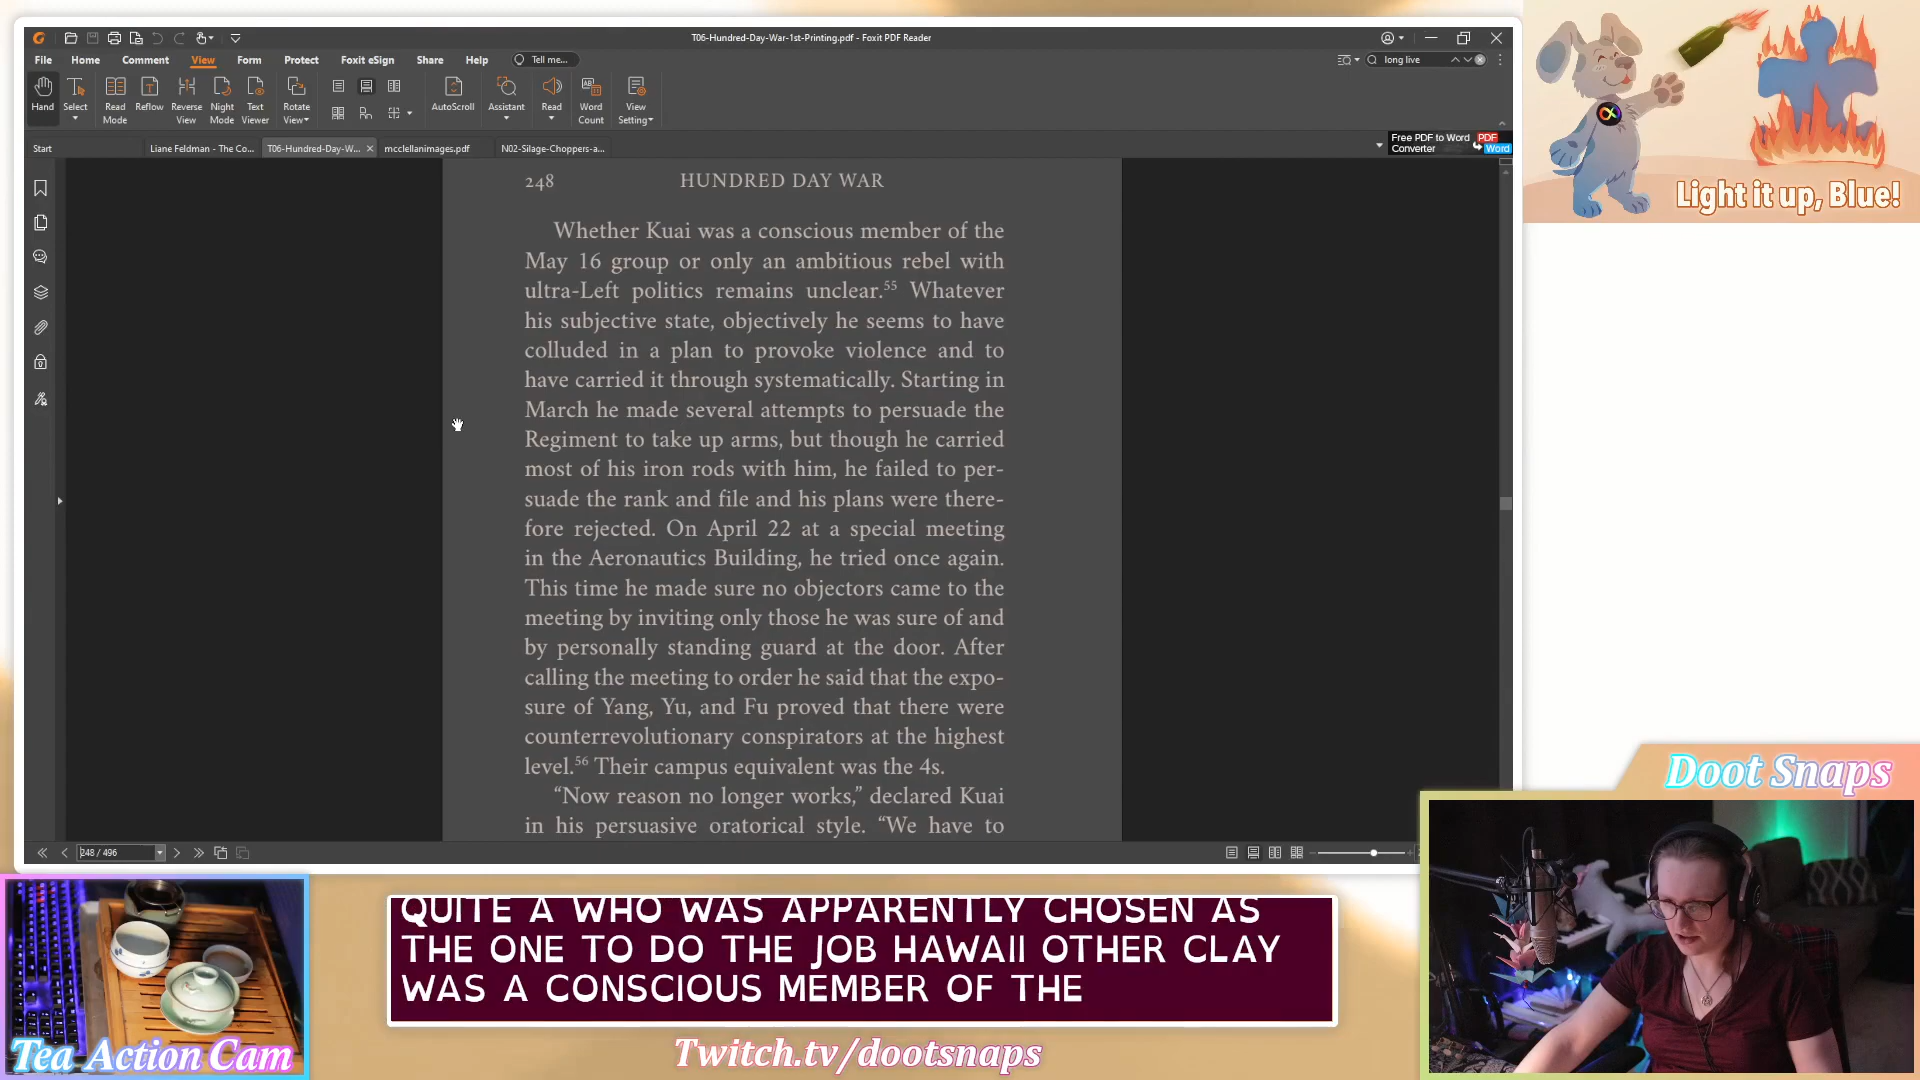 T06-Hundred-Day-War-1st-Printing.pdf - Foxit PDF Reader
File Home Comment View Form Protect Foxit eSign Share Help Tell me... long live
Hand Select Read Mode Reflow Reverse View Night Mode Text Viewer Rotate View AutoScroll Assistant Read Word Count View Setting
Start Liane Feldman - The Co... T06-Hundred-Day-W... mcclellanimages.pdf N02-Silage-Choppers-a...
Free PDF to Word Converter PDF Word
248 HUNDRED DAY WAR
Whether Kuai was a conscious member of the
May 16 group or only an ambitious rebel with
ultra-Left politics remains unclear.55 Whatever
his subjective state, objectively he seems to have
colluded in a plan to provoke violence and to
have carried it through systematically. Starting in
March he made several attempts to persuade the
Regiment to take up arms, but though he carried
most of his iron rods with him, he failed to per-
suade the rank and file and his plans were there-
fore rejected. On April 22 at a special meeting
in the Aeronautics Building, he tried once again.
This time he made sure no objectors came to the
meeting by inviting only those he was sure of and
by personally standing guard at the door. After
calling the meeting to order he said that the expo-
sure of Yang, Yu, and Fu proved that there were
counterrevolutionary conspirators at the highest
level.56 Their campus equivalent was the 4s.
“Now reason no longer works,” declared Kuai
in his persuasive oratorical style. “We have to
248 / 496
Light it up, Blue!
Doot Snaps
QUITE A WHO WAS APPARENTLY CHOSEN AS
THE ONE TO DO THE JOB HAWAII OTHER CLAY
WAS A CONSCIOUS MEMBER OF THE
Tea Action Cam
Twitch.tv/dootsnaps